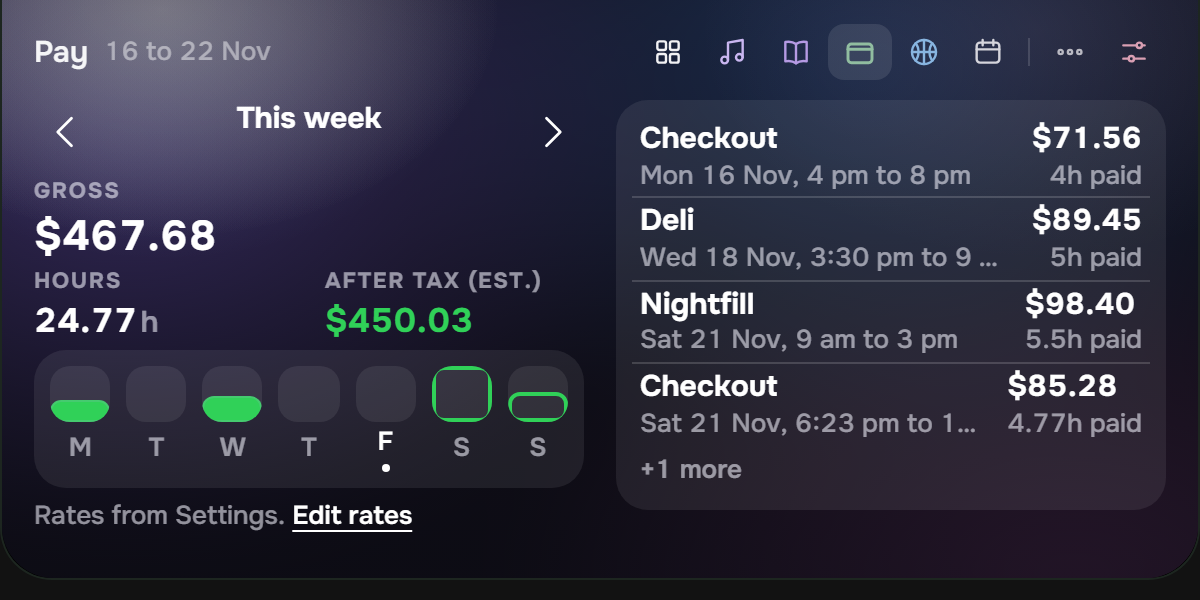 Pay 16 to 22 Nov
This week
GROSS
$467.68
HOURS
24.77h
AFTER TAX (EST.)
$450.03
M T W T F S S
Rates from Settings. Edit rates
Checkout $71.56
Mon 16 Nov, 4 pm to 8 pm 4h paid
Deli $89.45
Wed 18 Nov, 3:30 pm to 9 ... 5h paid
Nightfill $98.40
Sat 21 Nov, 9 am to 3 pm 5.5h paid
Checkout $85.28
Sat 21 Nov, 6:23 pm to 1... 4.77h paid
+1 more